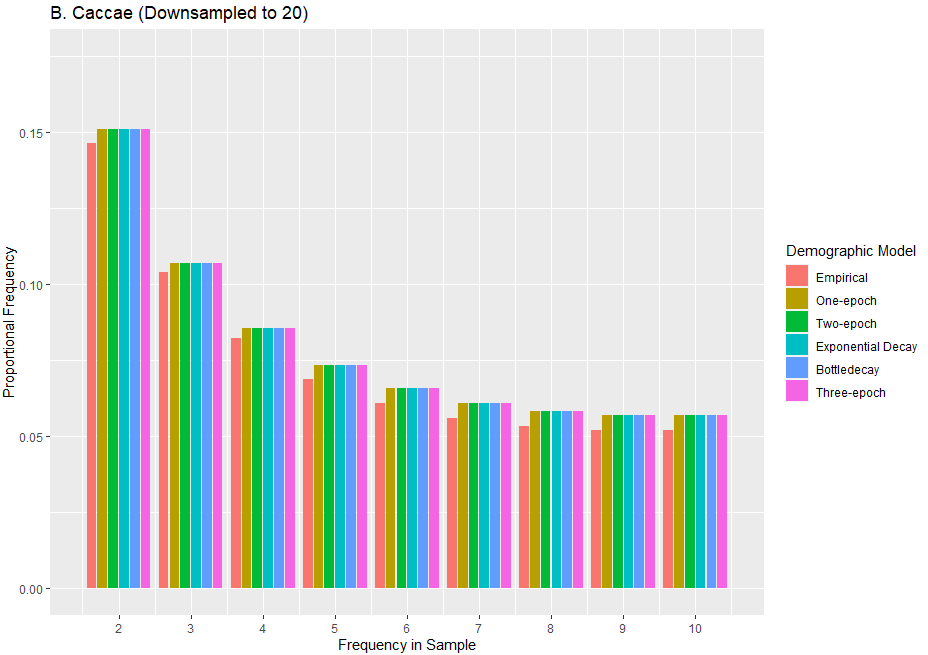 B. Caccae (Downsampled to 20)
Proportional Frequency
0.15
0.10
0.05
0.00
2 3 4 5 6 7 8 9 10
Frequency in Sample
Demographic Model
Empirical
One-epoch
Two-epoch
Exponential Decay
Bottledecay
Three-epoch